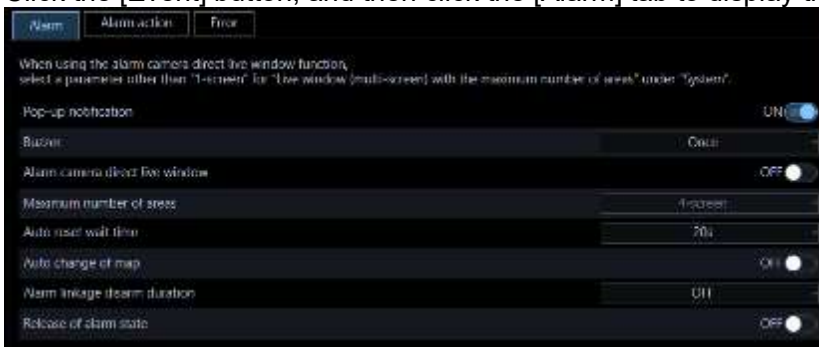 Click the [Event] button, and then click the [Alarm] tab to display
Alarm Alarm action Error
When using the alarm camera direct live window function,
select a parameter other than "1-screen" for "Live window (multi-screen) with the maximum number of areas" under "System".
Pop-up notification ON
Buzzer Once
Alarm camera direct live window OFF
Maximum number of areas 4-screen
Auto reset wait time 20s
Auto change of map OFF
Alarm linkage disarm duration Off
Release of alarm state OFF